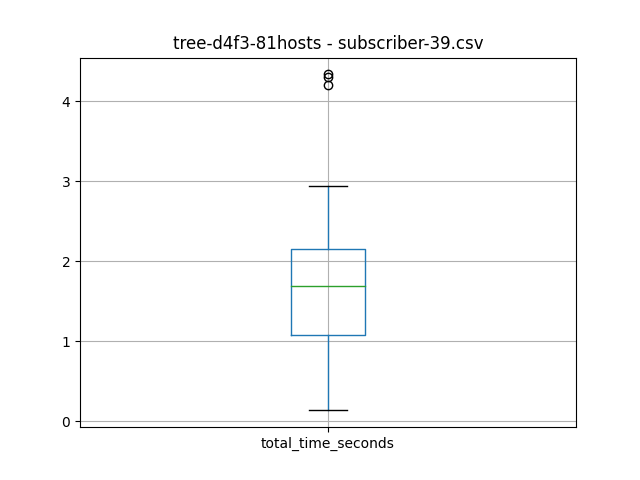 tree-d4f3-81hosts - subscriber-39.csv
4
3
2
1
0
total_time_seconds